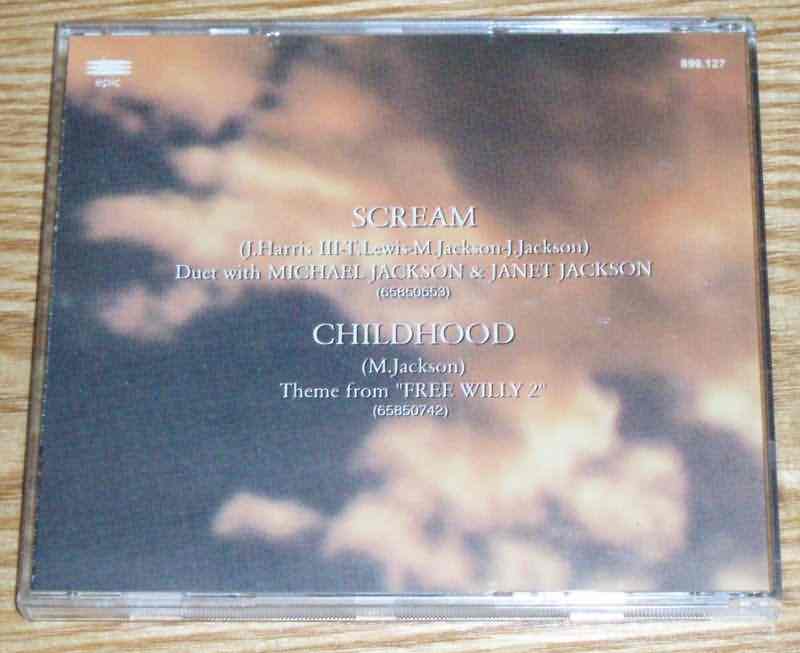 epic
898.127
SCREAM
(J.Harris III-T.Lewis-M.Jackson-J.Jackson)
Duet with MICHAEL JACKSON & JANET JACKSON
(65850653)
CHILDHOOD
(M.Jackson)
Theme from "FREE WILLY 2"
(65850742)